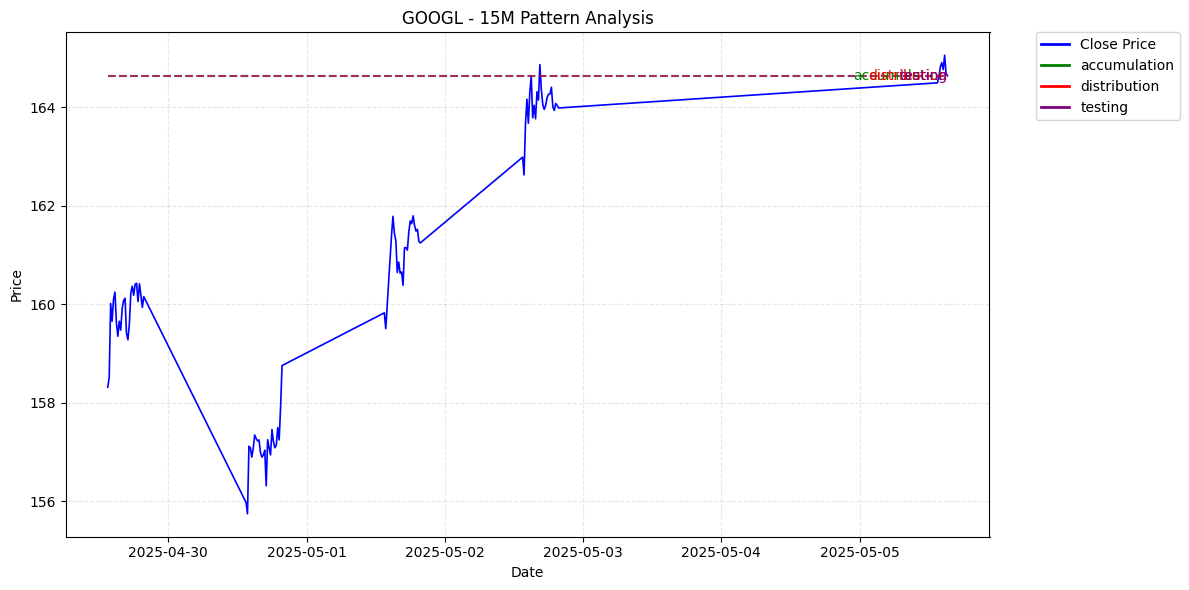 GOOGL - 15M Pattern Analysis
Close Price
accumulation
distribution
testing
Price
164
162
160
158
156
testing
2025-04-30
2025-05-01
2025-05-02
2025-05-03
2025-05-04
2025-05-05
Date